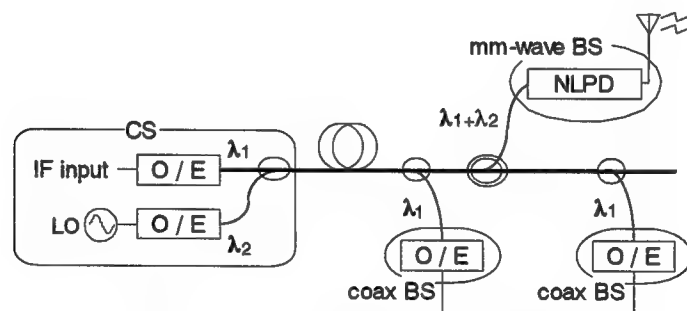 mm-wave BS
NLPD
CS
λ1+λ2
IF input
O / E
λ1
LO
O / E
λ2
λ1
λ1
O / E
O / E
coax BS
coax BS